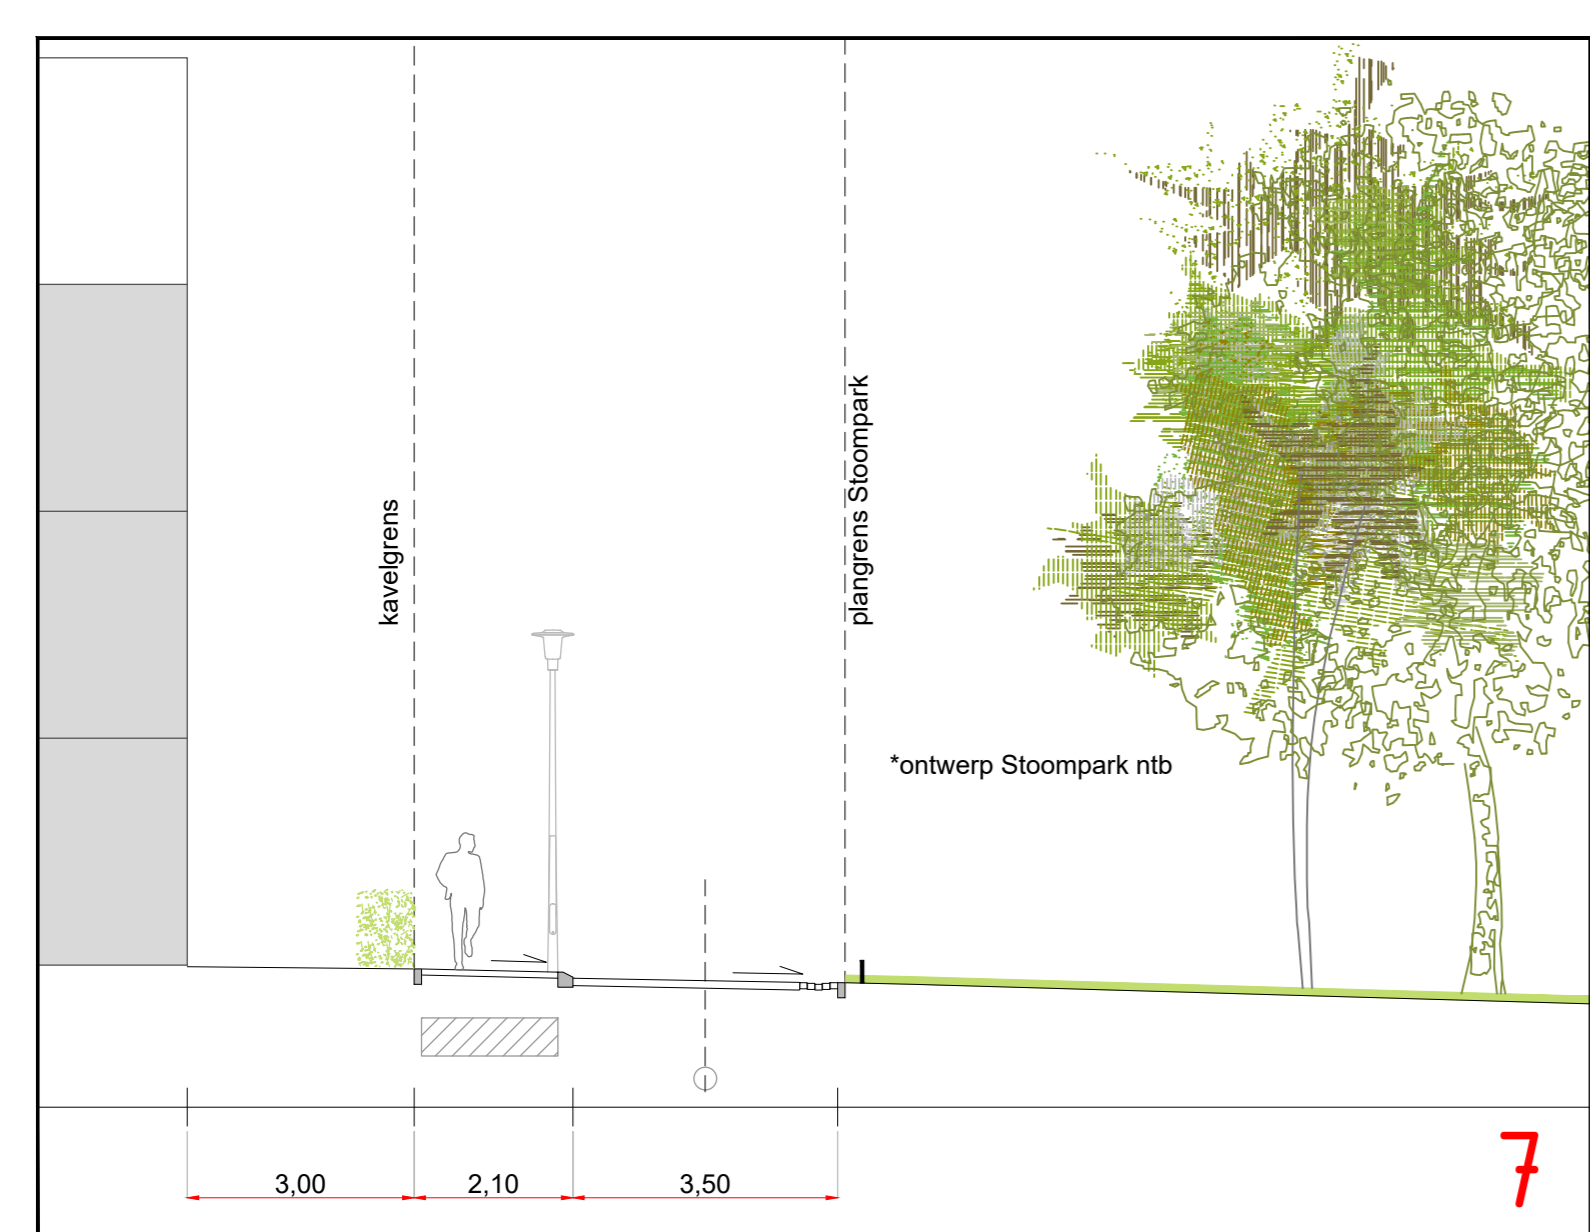 kavelgrens
plangrens Stoompark
*ontwerp Stoompark ntb
3,00
2,10
3,50
7